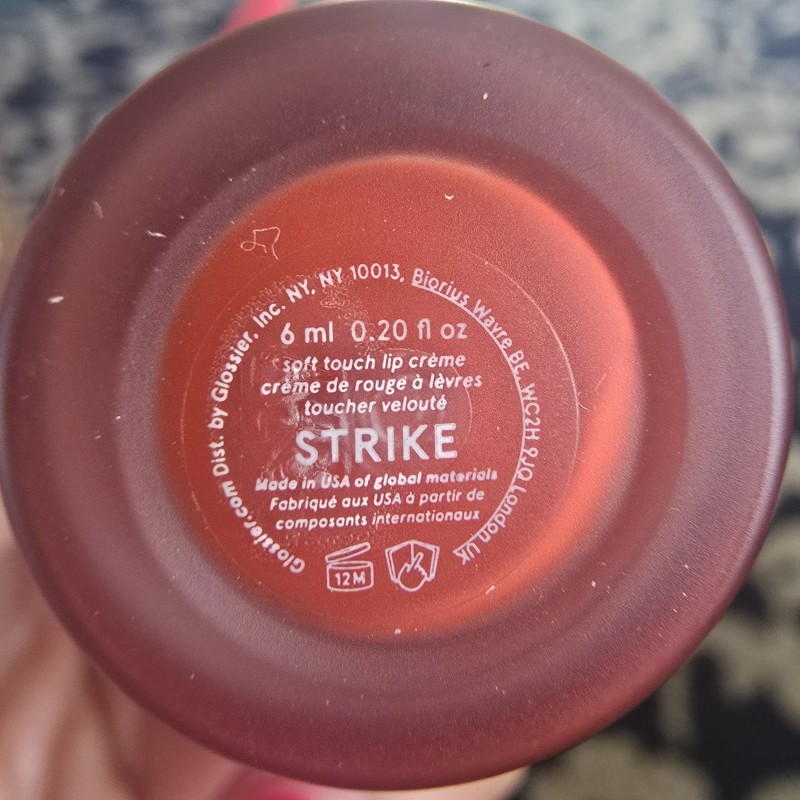 Glossier.com Dist. by Glossier, Inc. NY, NY 10013, Biorius Wavre BE, WC2H 9JQ London UK
6 ml 0.20 fl oz
soft touch lip crème
crème de rouge à lèvres
toucher velouté
STRIKE
Made in USA of global materials
Fabriqué aux USA à partir de
composants internationaux
12M